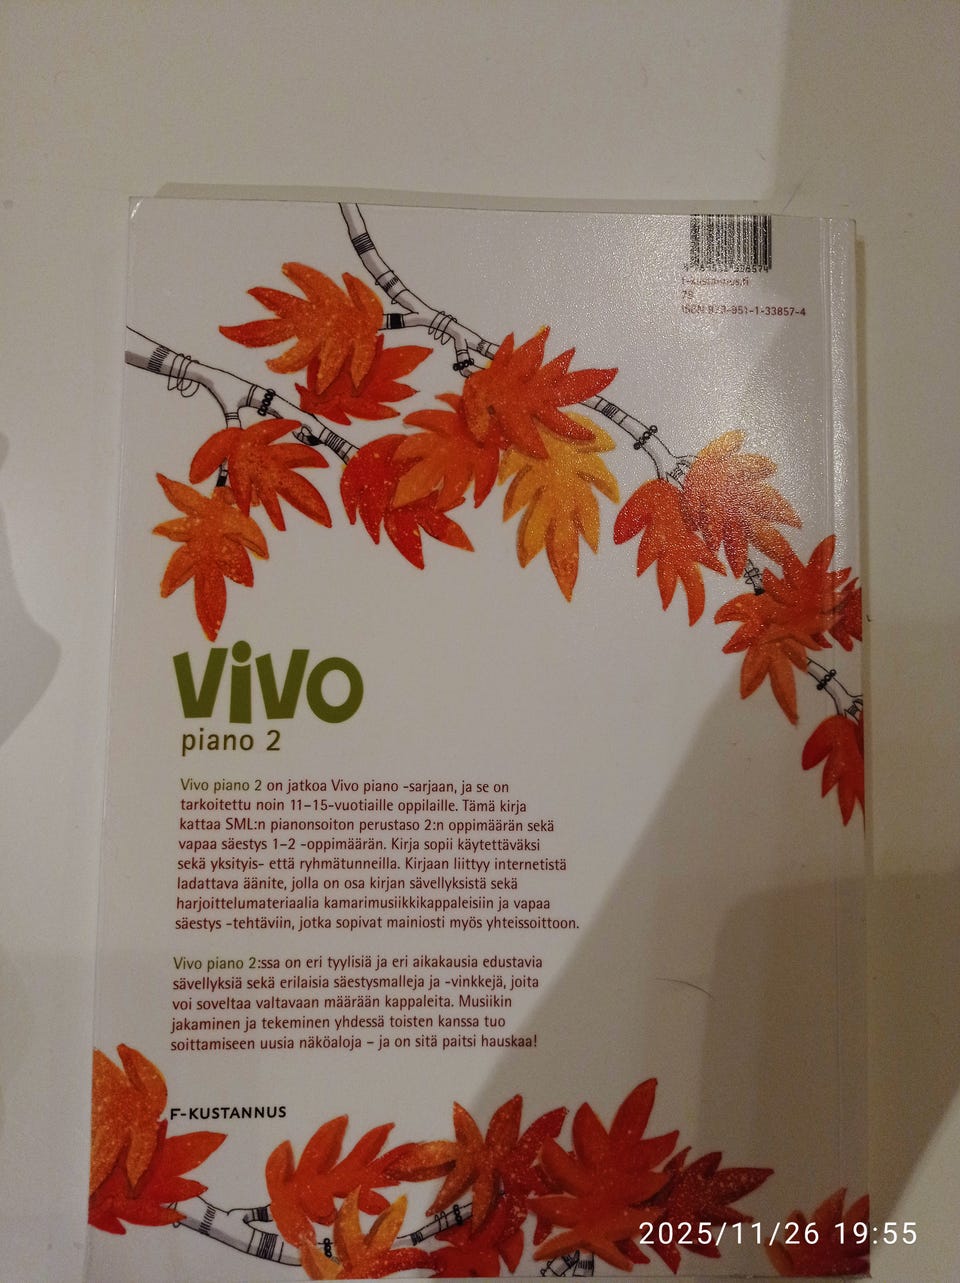 f-kustannus.fi
78
ISBN 978-951-1-33857-4
VIVO
piano 2
Vivo piano 2 on jatkoa Vivo piano -sarjaan, ja se on
tarkoitettu noin 11–15-vuotiaille oppilaille. Tämä kirja
kattaa SML:n pianonsoiton perustaso 2:n oppimäärän sekä
vapaa säestys 1–2 -oppimäärän. Kirja sopii käytettäväksi
sekä yksityis- että ryhmätunneilla. Kirjaan liittyy internetistä
ladattava äänite, jolla on osa kirjan sävellyksistä sekä
harjoittelumateriaalia kamarimusiikkikappaleisiin ja vapaa
säestys -tehtäviin, jotka sopivat mainiosti myös yhteissoittoon.
Vivo piano 2:ssa on eri tyylisiä ja eri aikakausia edustavia
sävellyksiä sekä erilaisia säestysmalleja ja -vinkkejä, joita
voi soveltaa valtavaan määrään kappaleita. Musiikin
jakaminen ja tekeminen yhdessä toisten kanssa tuo
soittamiseen uusia näköaloja – ja on sitä paitsi hauskaa!
F-KUSTANNUS
2025/11/26 19:55